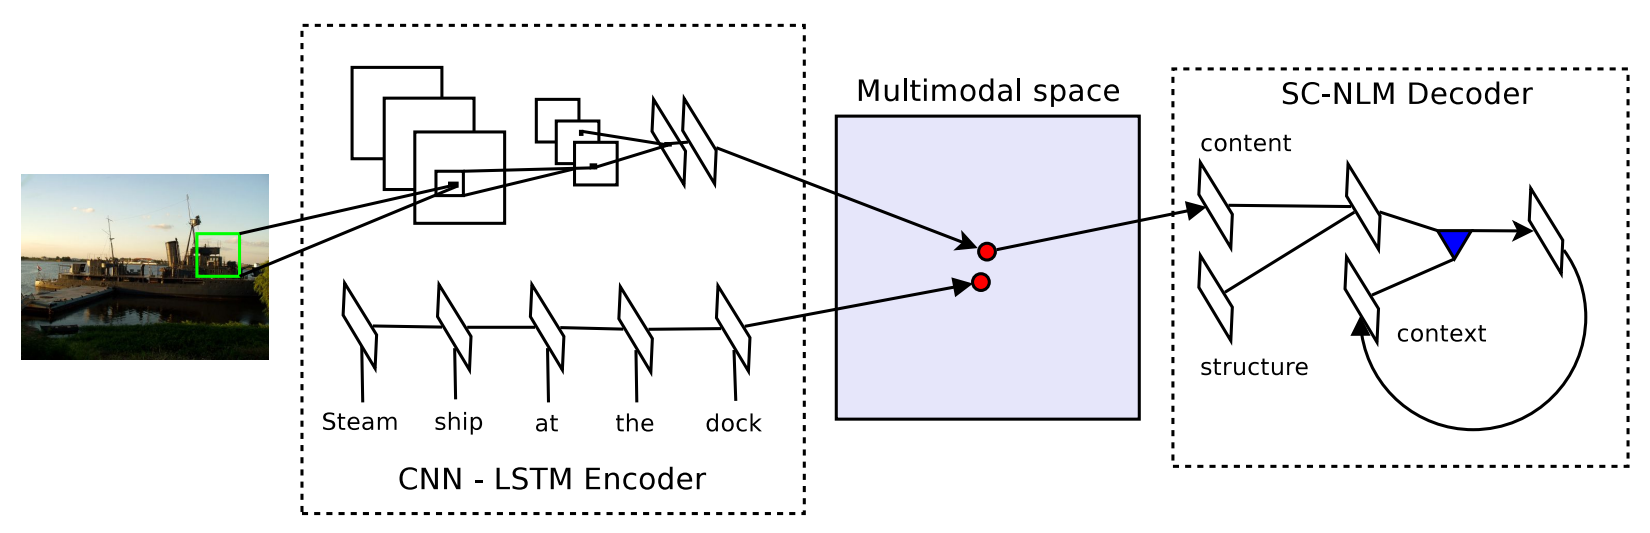 Steam ship at the dock
CNN - LSTM Encoder
Multimodal space
SC-NLM Decoder
content
structure
context